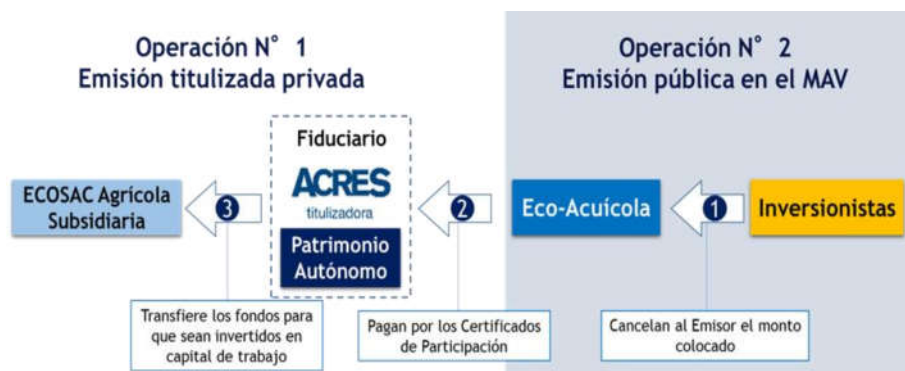 Operación N° 1
Emisión titulizada privada
Operación N° 2
Emisión pública en el MAV
Fiduciario
ACRES
titulizadora
Patrimonio
Autónomo
ECOSAC Agrícola
Subsidiaria
3
2
Eco-Acuícola
1
Inversionistas
Transfiere los fondos para
que sean invertidos en
capital de trabajo
Pagan por los Certificados
de Participación
Cancelan al Emisor el monto
colocado